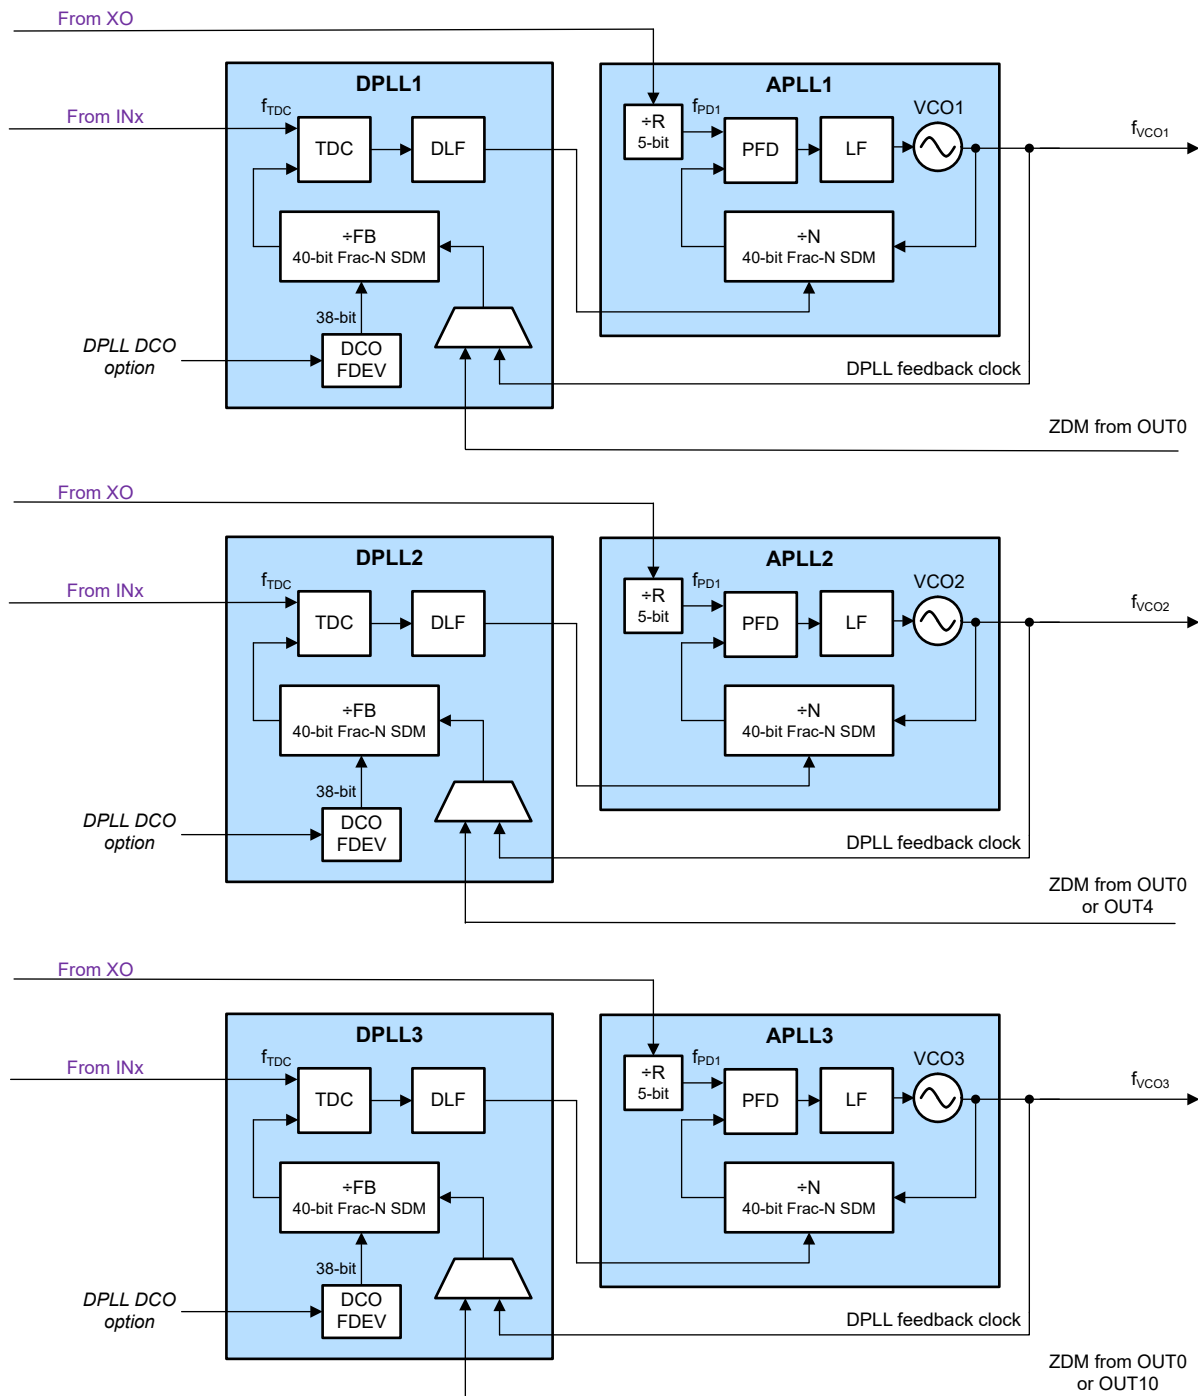 From XO
DPLL1
APLL1
From INx
fTDC
TDC
DLF
÷R
5-bit
fPD1
PFD
LF
VCO1
fVCO1
÷FB
40-bit Frac-N SDM
÷N
40-bit Frac-N SDM
38-bit
DPLL DCO
option
DCO
FDEV
DPLL feedback clock
ZDM from OUT0
From XO
DPLL2
APLL2
From INx
fTDC
TDC
DLF
÷R
5-bit
fPD1
PFD
LF
VCO2
fVCO2
÷FB
40-bit Frac-N SDM
÷N
40-bit Frac-N SDM
38-bit
DPLL DCO
option
DCO
FDEV
DPLL feedback clock
ZDM from OUT0
or OUT4
From XO
DPLL3
APLL3
From INx
fTDC
TDC
DLF
÷R
5-bit
fPD1
PFD
LF
VCO3
fVCO3
÷FB
40-bit Frac-N SDM
÷N
40-bit Frac-N SDM
38-bit
DPLL DCO
option
DCO
FDEV
DPLL feedback clock
ZDM from OUT0
or OUT10